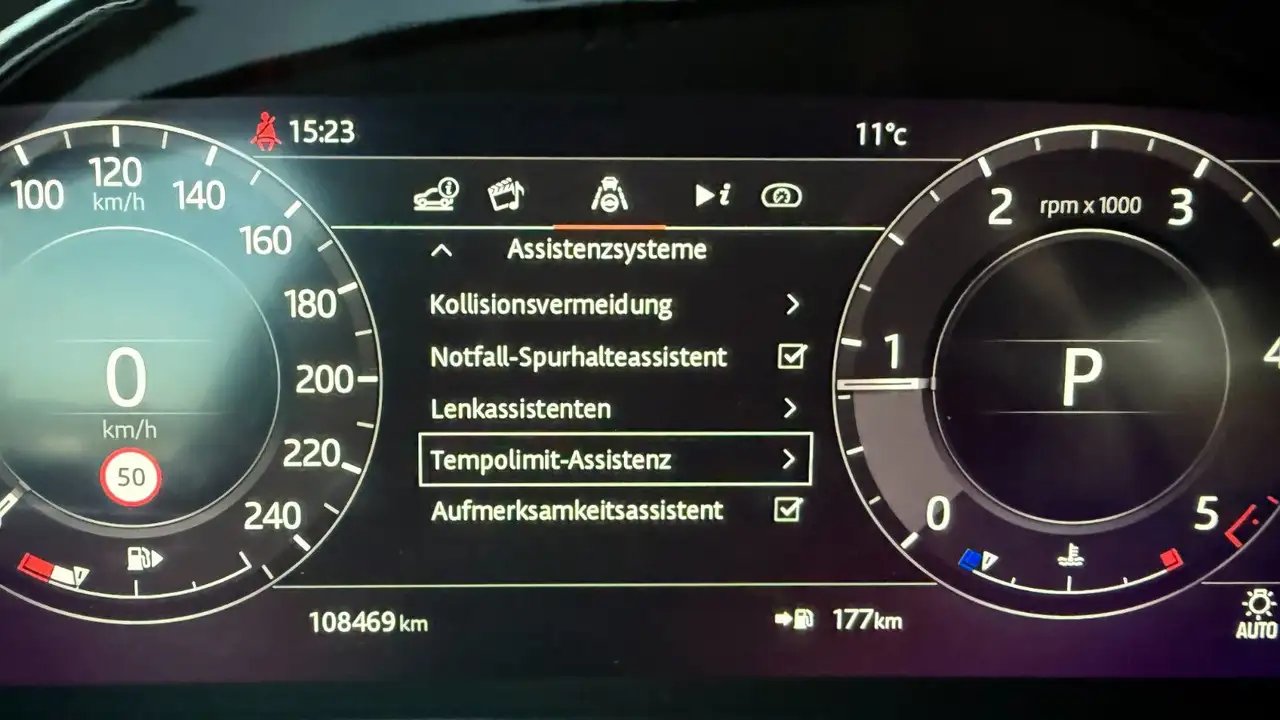 15:23
11°c
100
120
km/h
140
160
180
200
220
240
0
km/h
50
Assistenzsysteme
Kollisionsvermeidung
Notfall-Spurhalteassistent
Lenkassistenten
Tempolimit-Assistenz
Aufmerksamkeitsassistent
0
1
2
rpm x 1000
3
4
5
P
108469 km
177km
AUTO